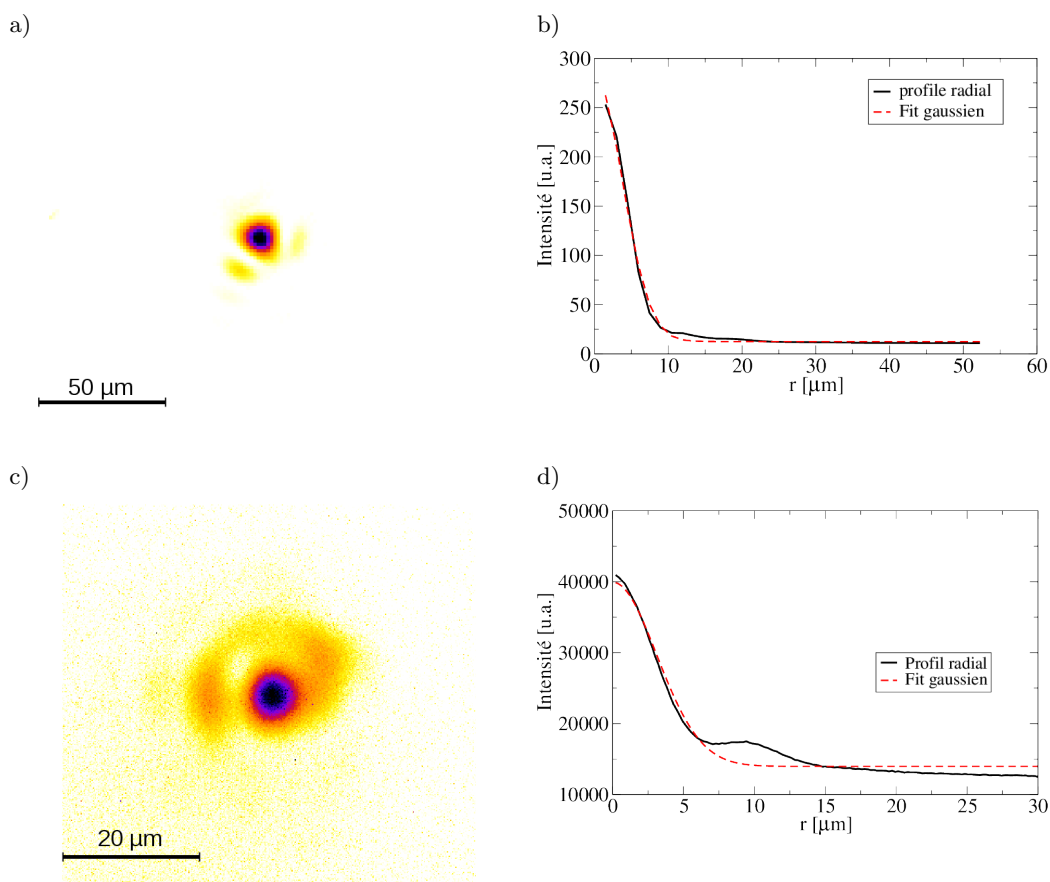 a)
50 μm
b)
300
250
200
150
100
50
0
Intensité [u.a.]
profile radial
Fit gaussien
0 10 20 30 40 50 60
r [μm]
c)
20 μm
d)
50000
40000
30000
20000
10000
Intensité [u.a.]
Profil radial
Fit gaussien
0 5 10 15 20 25 30
r [μm]